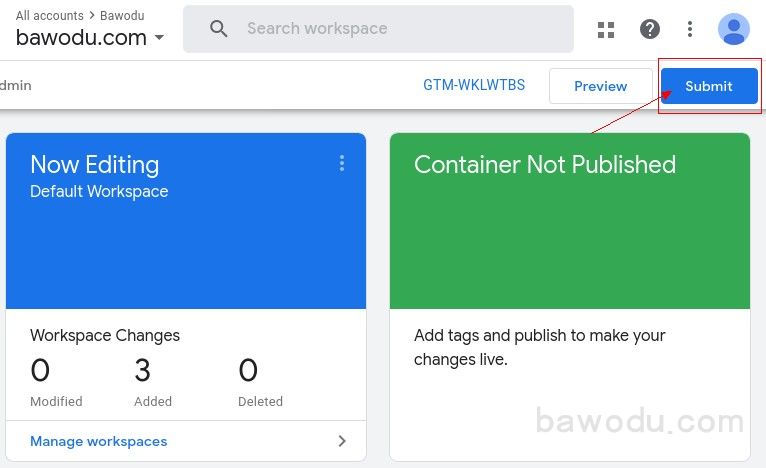 All accounts > Bawodu
bawodu.com
Search workspace
dmin
GTM-WKLWTBS
Preview
Submit
Now Editing
Default Workspace
Container Not Published
Workspace Changes
0 3 0
Modified Added Deleted
Manage workspaces
Add tags and publish to make your
changes live.
bawodu.com